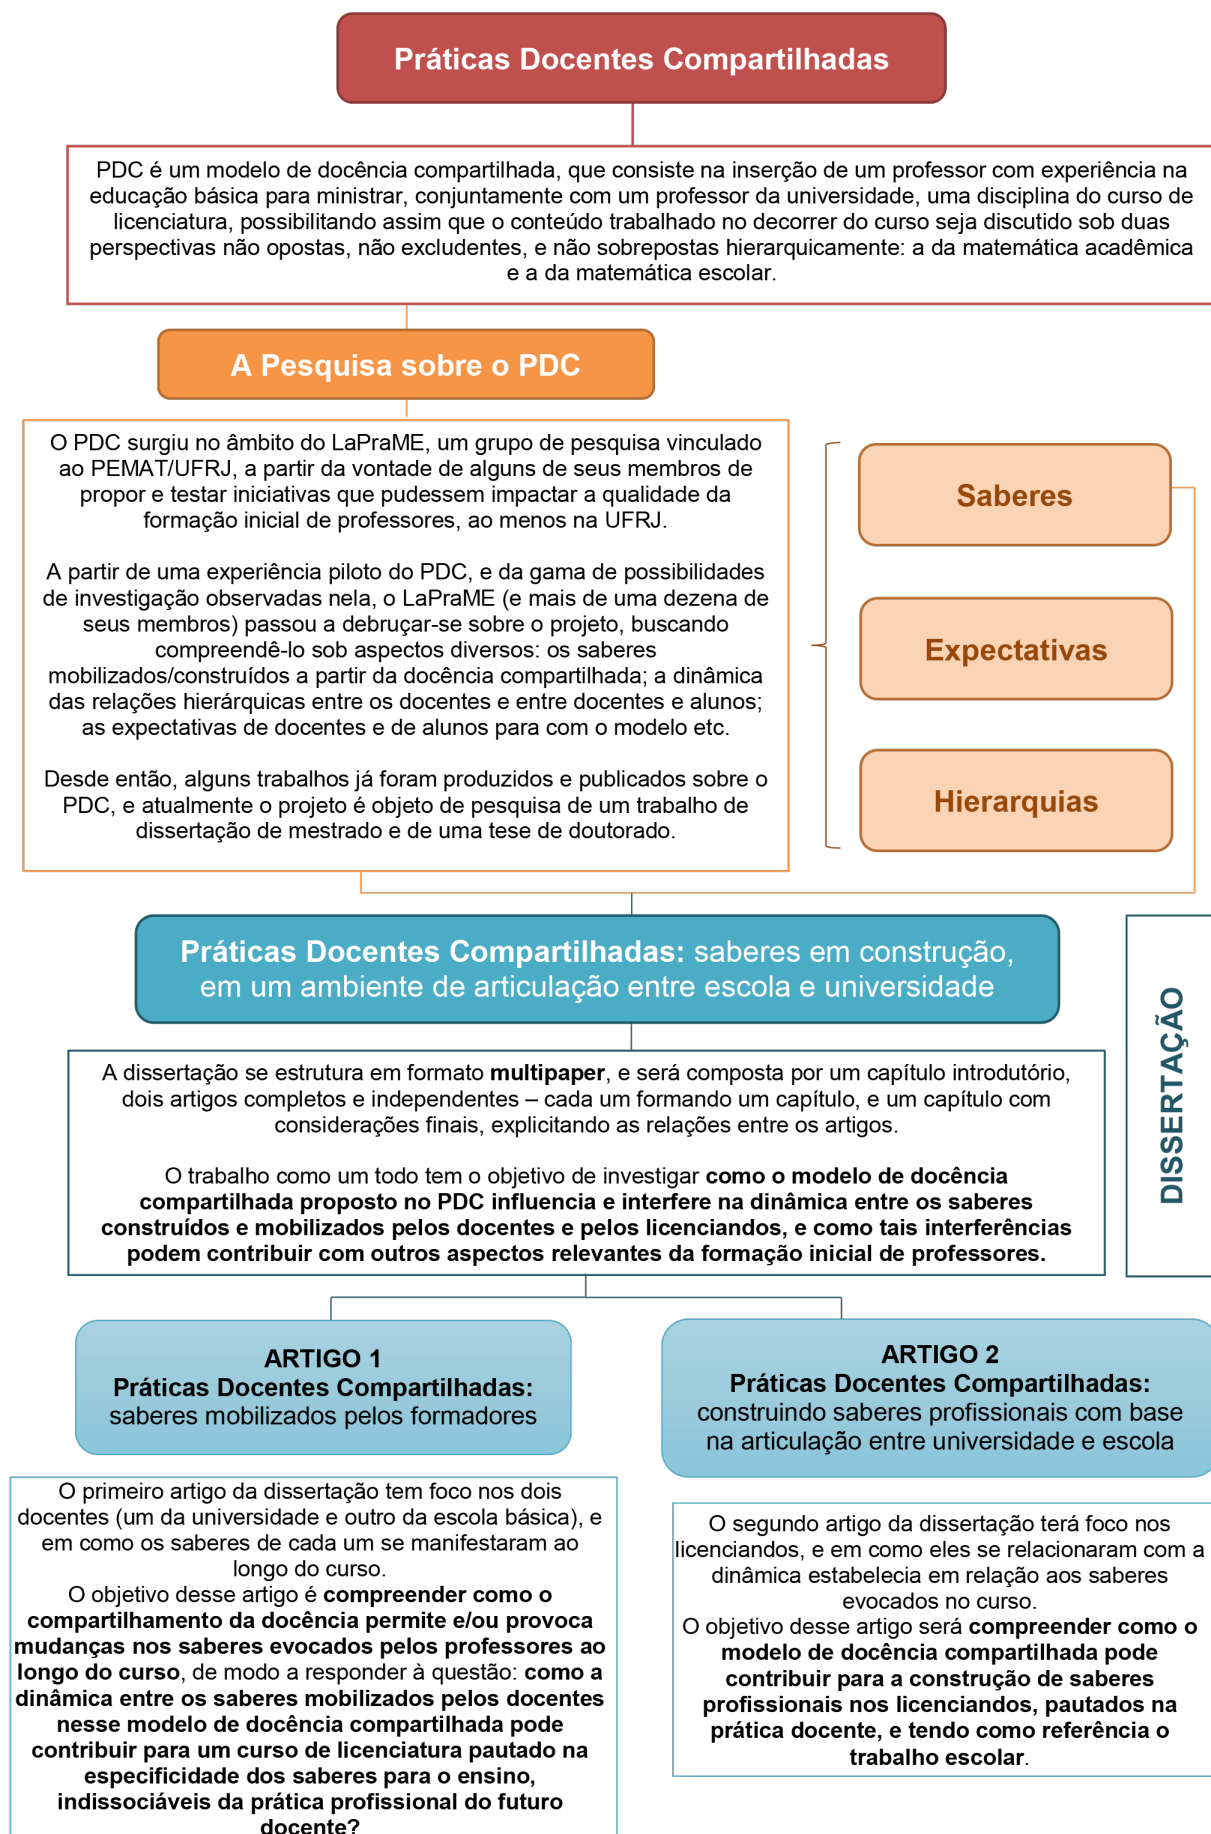 Práticas Docentes Compartilhadas
PDC é um modelo de docência compartilhada, que consiste na inserção de um professor com experiência na
educação básica para ministrar, conjuntamente com um professor da universidade, uma disciplina do curso de
licenciatura, possibilitando assim que o conteúdo trabalhado no decorrer do curso seja discutido sob duas
perspectivas não opostas, não excludentes, e não sobrepostas hierarquicamente: a da matemática acadêmica
e a da matemática escolar.
A Pesquisa sobre o PDC
O PDC surgiu no âmbito do LaPraME, um grupo de pesquisa vinculado
ao PEMAT/UFRJ, a partir da vontade de alguns de seus membros de
propor e testar iniciativas que pudessem impactar a qualidade da
formação inicial de professores, ao menos na UFRJ.
A partir de uma experiência piloto do PDC, e da gama de possibilidades
de investigação observadas nela, o LaPraME (e mais de uma dezena de
seus membros) passou a debruçar-se sobre o projeto, buscando
compreendê-lo sob aspectos diversos: os saberes
mobilizados/construídos a partir da docência compartilhada; a dinâmica
das relações hierárquicas entre os docentes e entre docentes e alunos;
as expectativas de docentes e de alunos para com o modelo etc.
Desde então, alguns trabalhos já foram produzidos e publicados sobre o
PDC, e atualmente o projeto é objeto de pesquisa de um trabalho de
dissertação de mestrado e de uma tese de doutorado.
Saberes
Expectativas
Hierarquias
Práticas Docentes Compartilhadas: saberes em construção,
em um ambiente de articulação entre escola e universidade
DISSERTAÇÃO
A dissertação se estrutura em formato multipaper, e será composta por um capítulo introdutório,
dois artigos completos e independentes – cada um formando um capítulo, e um capítulo com
considerações finais, explicitando as relações entre os artigos.
O trabalho como um todo tem o objetivo de investigar como o modelo de docência
compartilhada proposto no PDC influencia e interfere na dinâmica entre os saberes
construídos e mobilizados pelos docentes e pelos licenciandos, e como tais interferências
podem contribuir com outros aspectos relevantes da formação inicial de professores.
ARTIGO 1
Práticas Docentes Compartilhadas:
saberes mobilizados pelos formadores
O primeiro artigo da dissertação tem foco nos dois
docentes (um da universidade e outro da escola básica), e
em como os saberes de cada um se manifestaram ao
longo do curso.
O objetivo desse artigo é compreender como o
compartilhamento da docência permite e/ou provoca
mudanças nos saberes evocados pelos professores ao
longo do curso, de modo a responder à questão: como a
dinâmica entre os saberes mobilizados pelos docentes
nesse modelo de docência compartilhada pode
contribuir para um curso de licenciatura pautado na
especificidade dos saberes para o ensino,
indissociáveis da prática profissional do futuro
docente?
ARTIGO 2
Práticas Docentes Compartilhadas:
construindo saberes profissionais com base
na articulação entre universidade e escola
O segundo artigo da dissertação terá foco nos
licenciandos, e em como eles se relacionaram com a
dinâmica estabelecia em relação aos saberes
evocados no curso.
O objetivo desse artigo será compreender como o
modelo de docência compartilhada pode
contribuir para a construção de saberes
profissionais nos licenciandos, pautados na
prática docente, e tendo como referência o
trabalho escolar.